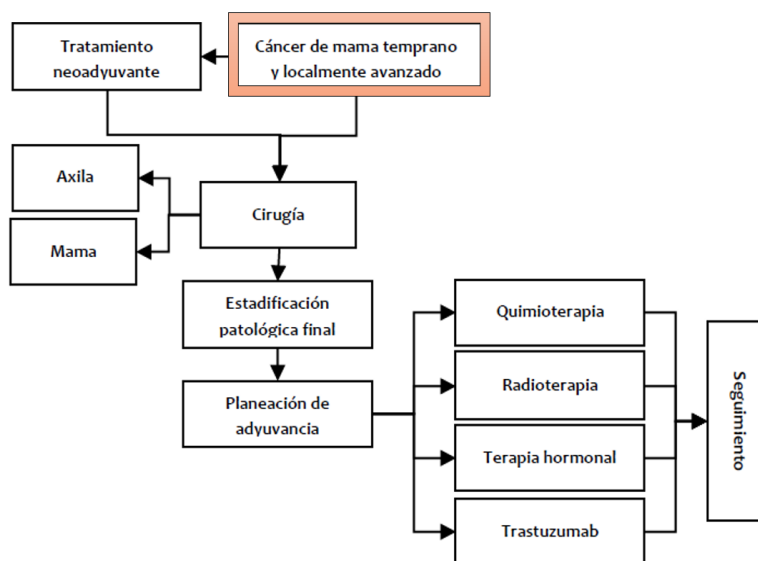 Tratamiento
neoadyuvante
Cáncer de mama temprano
y localmente avanzado
Axila
Mama
Cirugía
Estadificación
patológica final
Planeación de
adyuvancia
Quimioterapia
Radioterapia
Terapia hormonal
Trastuzumab
Seguimiento